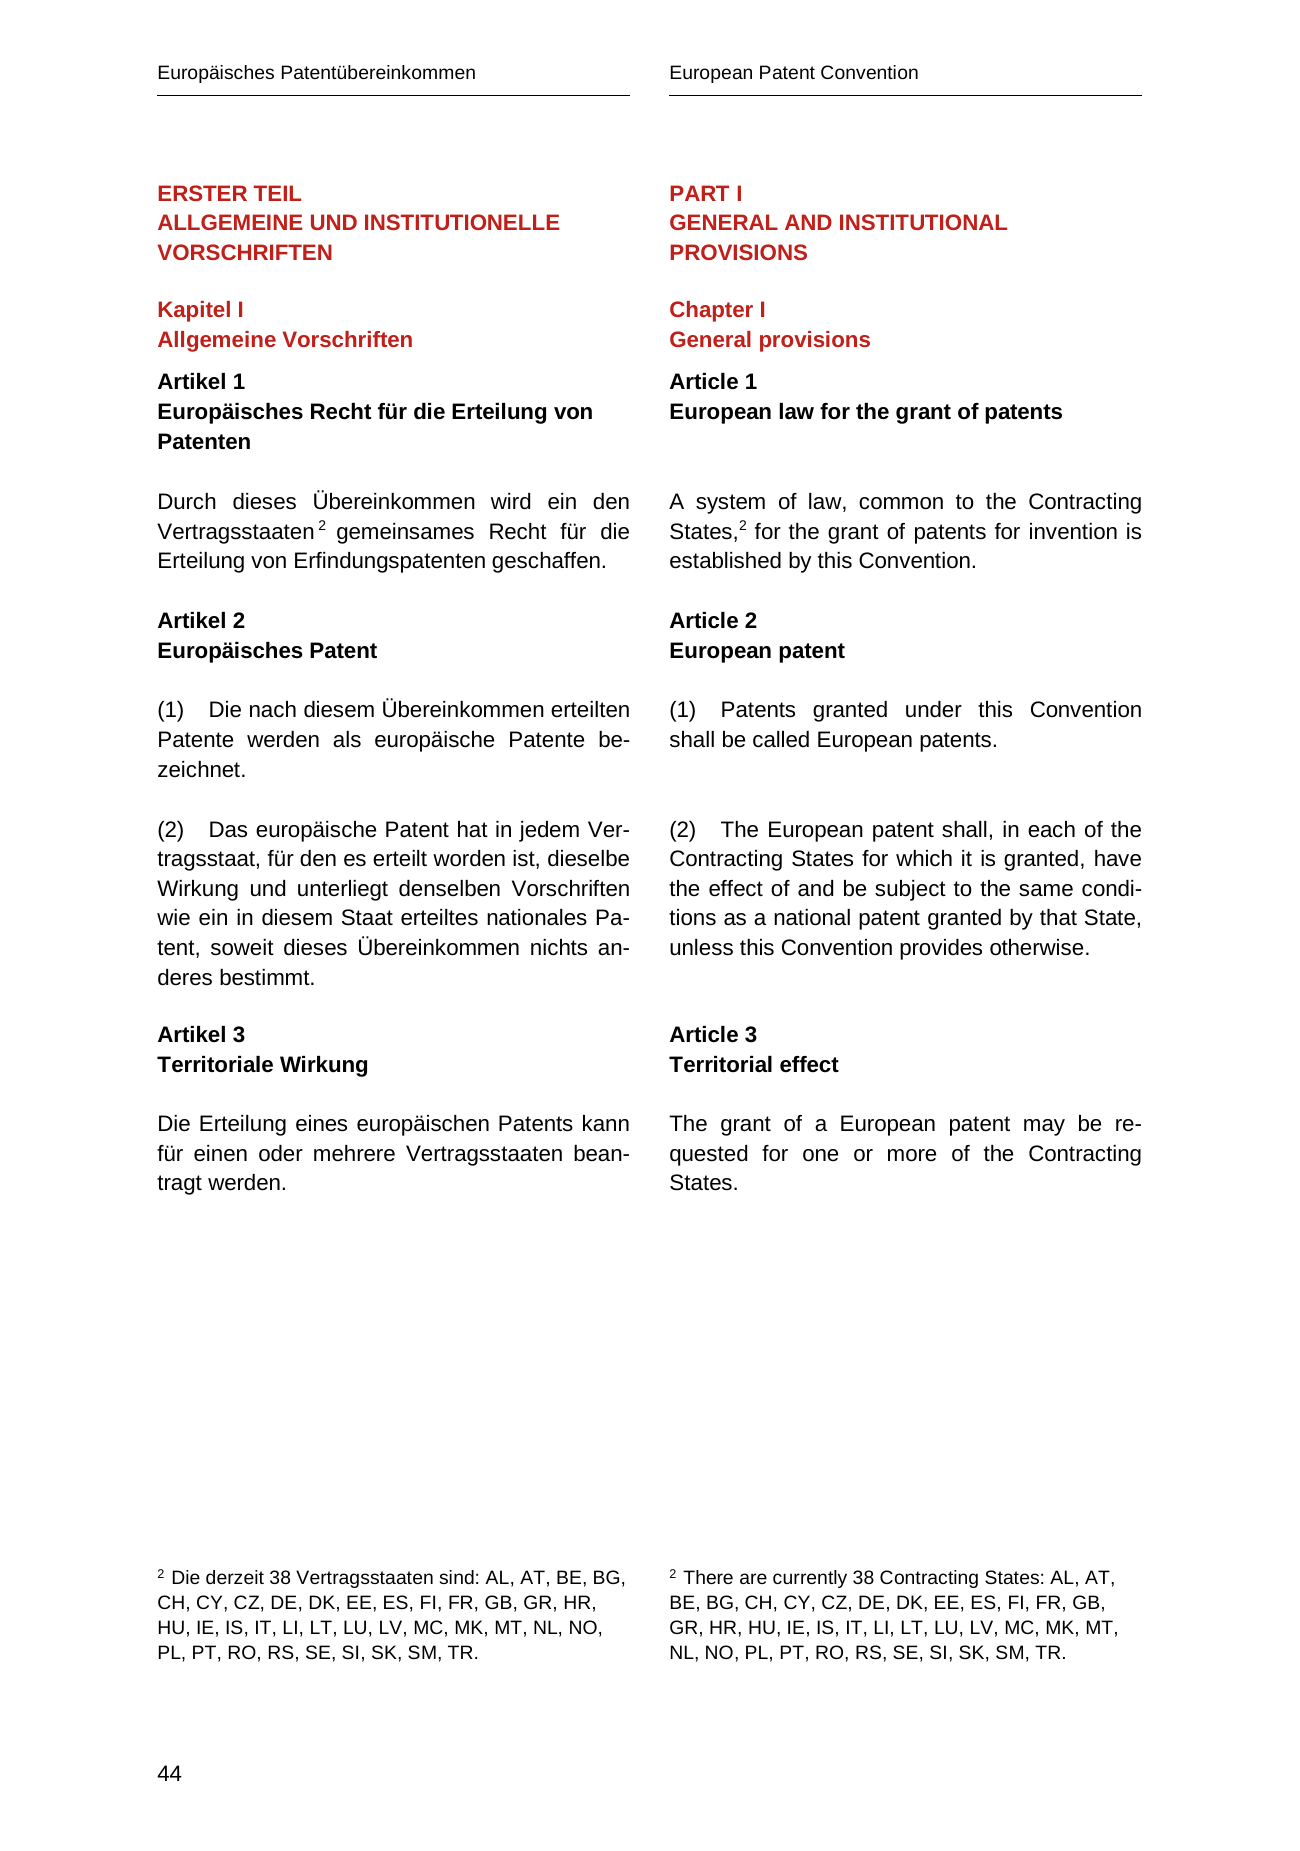 Europäisches Patentübereinkommen
ERSTER TEIL
ALLGEMEINE UND INSTITUTIONELLE
VORSCHRIFTEN
Kapitel I
Allgemeine Vorschriften
Artikel 1
Europäisches Recht für die Erteilung von
Patenten
Durch dieses Übereinkommen wird ein den
Vertragsstaaten 2 gemeinsames Recht für die
Erteilung von Erfindungspatenten geschaffen.
Artikel 2
Europäisches Patent
(1) Die nach diesem Übereinkommen erteilten
Patente werden als europäische Patente be-
zeichnet.
(2) Das europäische Patent hat in jedem Ver-
tragsstaat, für den es erteilt worden ist, dieselbe
Wirkung und unterliegt denselben Vorschriften
wie ein in diesem Staat erteiltes nationales Pa-
tent, soweit dieses Übereinkommen nichts an-
deres bestimmt.
Artikel 3
Territoriale Wirkung
Die Erteilung eines europäischen Patents kann
für einen oder mehrere Vertragsstaaten bean-
tragt werden.
2 Die derzeit 38 Vertragsstaaten sind: AL, AT, BE, BG,
CH, CY, CZ, DE, DK, EE, ES, FI, FR, GB, GR, HR,
HU, IE, IS, IT, LI, LT, LU, LV, MC, MK, MT, NL, NO,
PL, PT, RO, RS, SE, SI, SK, SM, TR.
European Patent Convention
PART I
GENERAL AND INSTITUTIONAL
PROVISIONS
Chapter I
General provisions
Article 1
European law for the grant of patents
A system of law, common to the Contracting
States,2 for the grant of patents for invention is
established by this Convention.
Article 2
European patent
(1) Patents granted under this Convention
shall be called European patents.
(2) The European patent shall, in each of the
Contracting States for which it is granted, have
the effect of and be subject to the same condi-
tions as a national patent granted by that State,
unless this Convention provides otherwise.
Article 3
Territorial effect
The grant of a European patent may be re-
quested for one or more of the Contracting
States.
2 There are currently 38 Contracting States: AL, AT,
BE, BG, CH, CY, CZ, DE, DK, EE, ES, FI, FR, GB,
GR, HR, HU, IE, IS, IT, LI, LT, LU, LV, MC, MK, MT,
NL, NO, PL, PT, RO, RS, SE, SI, SK, SM, TR.
44